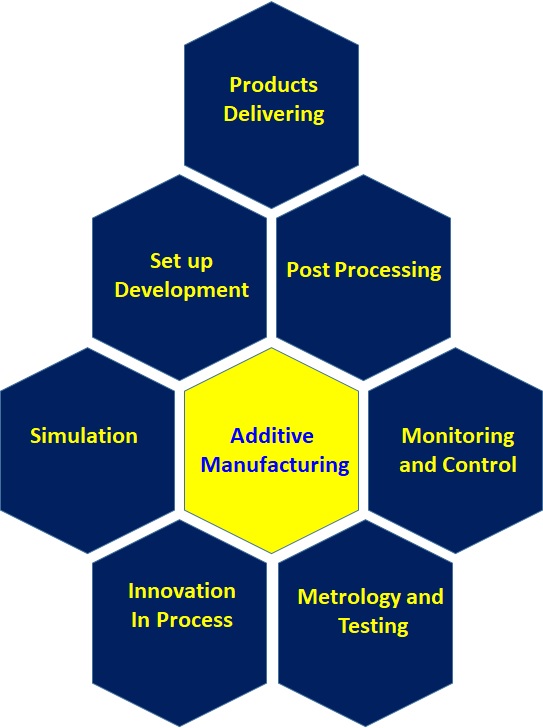 Products
Delivering
Set up
Development
Post Processing
Simulation
Additive
Manufacturing
Monitoring
and Control
Innovation
In Process
Metrology and
Testing